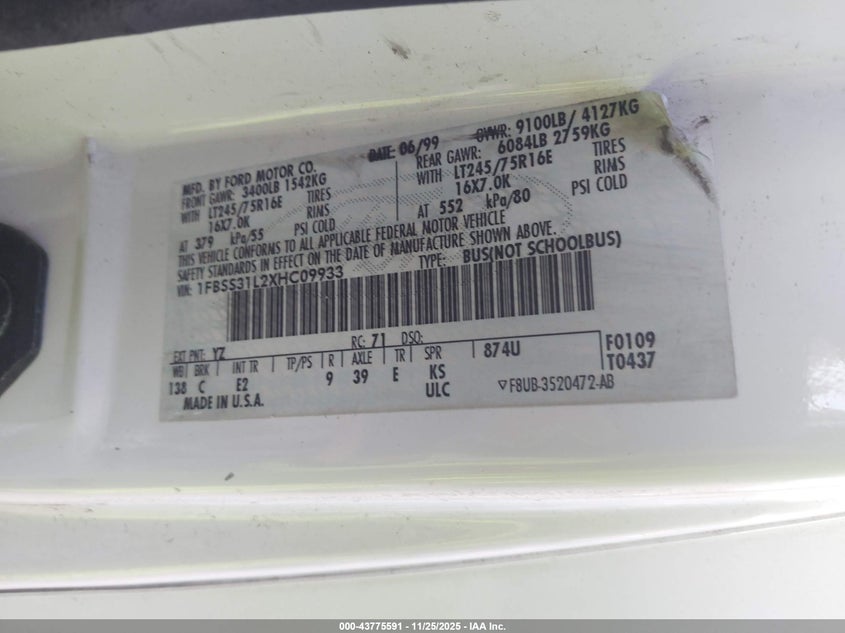 MFD. BY FORD MOTOR CO.
DATE: 06/99 GVWR: 9100LB/ 4127KG
FRONT GAWR: 3400LB 1542KG REAR GAWR: 6084LB 2759KG
WITH LT245/75R16E TIRES WITH LT245/75R16E TIRES
16X7.0K RIMS 16X7.0K RIMS
AT 379 kPa/55 PSI COLD AT 552 kPa/80 PSI COLD
THIS VEHICLE CONFORMS TO ALL APPLICABLE FEDERAL MOTOR VEHICLE
SAFETY STANDARDS IN EFFECT ON THE DATE OF MANUFACTURE SHOWN ABOVE.
VIN: 1FBSS31L2XHC09933 TYPE: BUS(NOT SCHOOLBUS)
EXT PNT: YZ RC: 71 DSO: F0109
WB BRK INT TR TP/PS R AXLE TR SPR 874U T0437
138 C E2 9 39 E KS
ULC
MADE IN U.S.A. ▽F8UB-3520472-AB
000-43775591 - 11/25/2025 - IAA Inc.